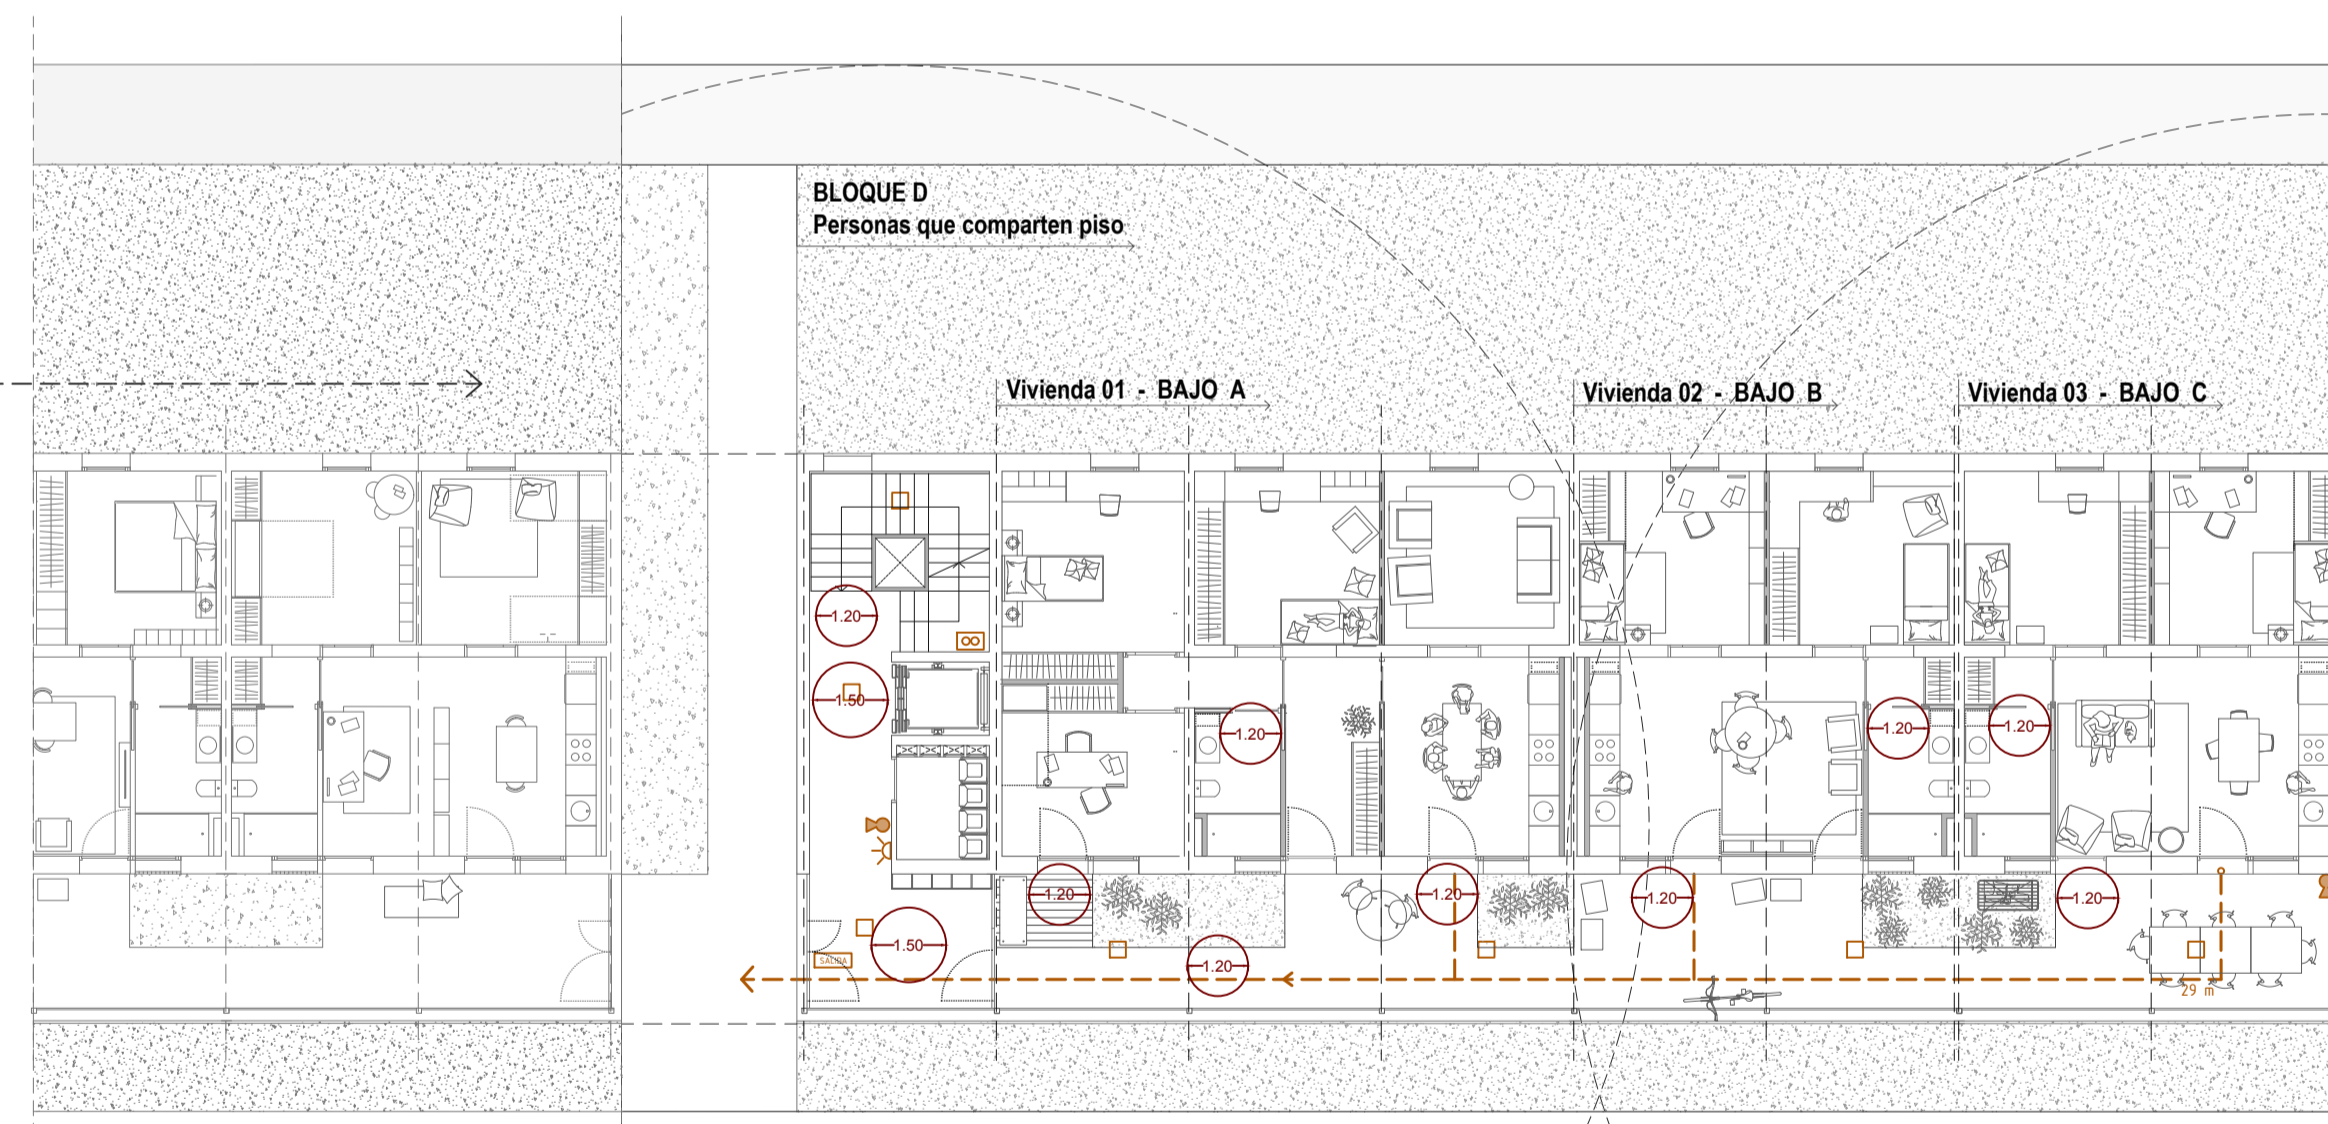 BLOQUE D
Personas que comparten piso
Vivienda 01 - BAJO A
Vivienda 02 - BAJO B
Vivienda 03 - BAJO C
1.20
1.50
1.20
1.20
1.20
1.20
1.20
1.20
1.20
1.50
1.20
SALIDA
29 m